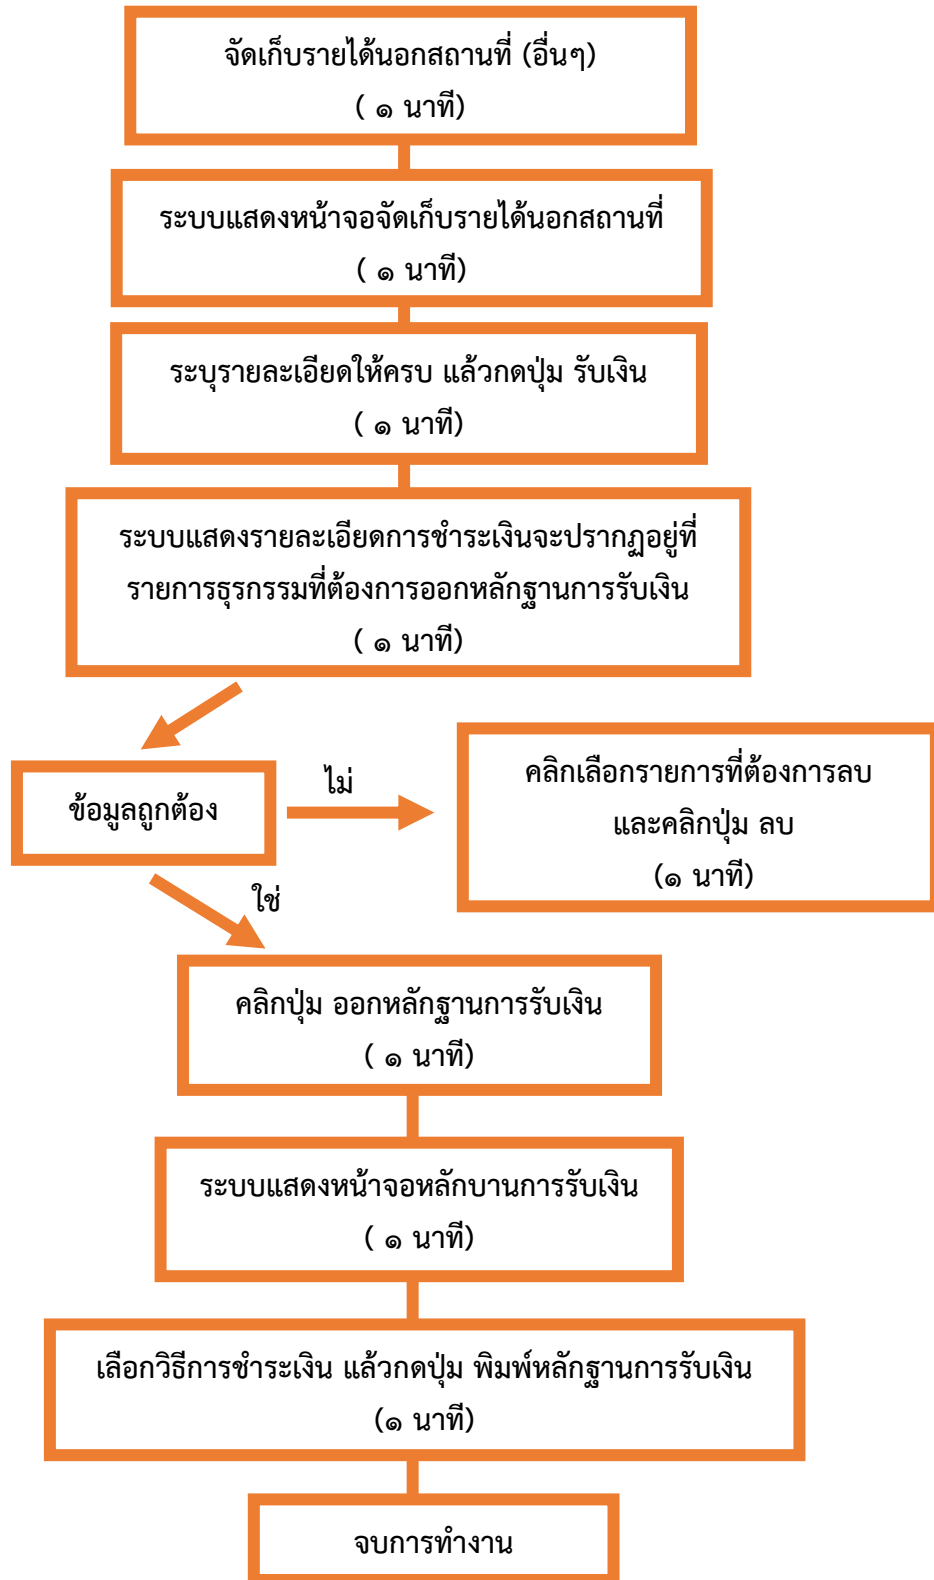 จัดเก็บรายได้นอกสถานที่ (อื่นๆ)
( ๑ นาที)
ระบบแสดงหน้าจอจัดเก็บรายได้นอกสถานที่
( ๑ นาที)
ระบุรายละเอียดให้ครบ แล้วกดปุ่ม รับเงิน
( ๑ นาที)
ระบบแสดงรายละเอียดการชำระเงินจะปรากฏอยู่ที่
รายการธุรกรรมที่ต้องการออกหลักฐานการรับเงิน
( ๑ นาที)
ข้อมูลถูกต้อง
ไม่
คลิกเลือกรายการที่ต้องการลบ
และคลิกปุ่ม ลบ
(๑ นาที)
ใช่
คลิกปุ่ม ออกหลักฐานการรับเงิน
( ๑ นาที)
ระบบแสดงหน้าจอหลักบานการรับเงิน
( ๑ นาที)
เลือกวิธีการชำระเงิน แล้วกดปุ่ม พิมพ์หลักฐานการรับเงิน
(๑ นาที)
จบการทำงาน